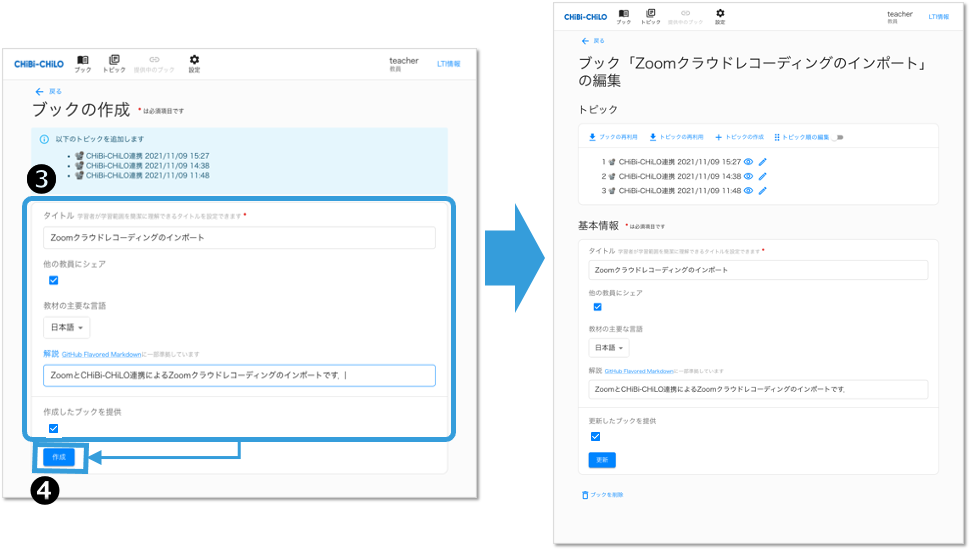 CHiBi-CHiLO
ブック
トピック
提供中のブック
設定
teacher
教員
LTI情報
戻る
ブックの作成 *は必須項目です
以下のトピックを追加します
CHiBi-CHiLO連携 2021/11/09 15:27
CHiBi-CHiLO連携 2021/11/09 14:38
CHiBi-CHiLO連携 2021/11/09 11:48
3
タイトル 学習者が学習範囲を簡潔に理解できるタイトルを設定できます *
Zoomクラウドレコーディングのインポート
他の教員にシェア
教材の主要な言語
日本語
解説 GitHub Flavored Markdownに一部準拠しています
ZoomとCHiBi-CHiLO連携によるZoomクラウドレコーディングのインポートです.
作成したブックを提供
作成
4
CHiBi-CHiLO
ブック
トピック
提供中のブック
設定
teacher
教員
LTI情報
戻る
ブック「Zoomクラウドレコーディングのインポート」
の編集
トピック
ブックの再利用
トピックの再利用
トピックの作成
トピック順の編集
1 CHiBi-CHiLO連携 2021/11/09 15:27
2 CHiBi-CHiLO連携 2021/11/09 14:38
3 CHiBi-CHiLO連携 2021/11/09 11:48
基本情報 *は必須項目です
タイトル 学習者が学習範囲を簡潔に理解できるタイトルを設定できます *
Zoomクラウドレコーディングのインポート
他の教員にシェア
教材の主要な言語
日本語
解説 GitHub Flavored Markdownに一部準拠しています
ZoomとCHiBi-CHiLO連携によるZoomクラウドレコーディングのインポートです.
更新したブックを提供
更新
ブックを削除